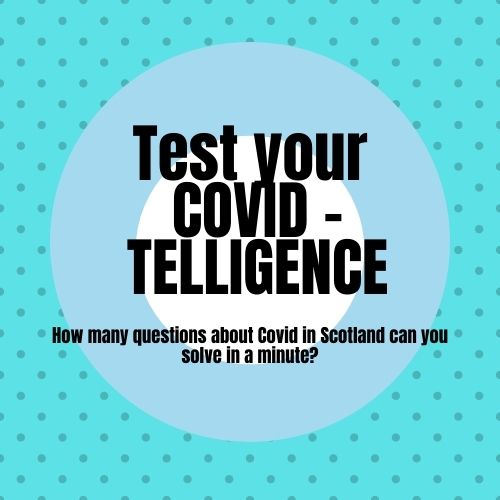 Test your
COVID -
TELLIGENCE
How many questions about Covid in Scotland can you
solve in a minute?